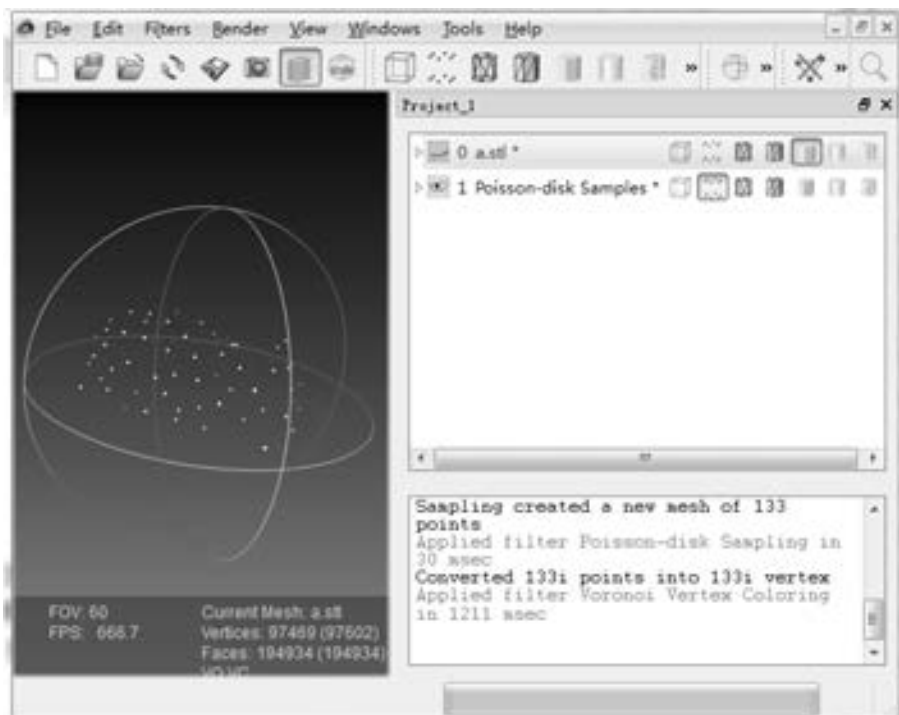 File Edit Filters Render View Windows Tools Help
Project_1
0 a.stl *
1 Poisson-disk Samples *
Sampling created a new mesh of 133
points
Applied filter Poisson-disk Sampling in
30 msec
Converted 133i points into 133i vertex
Applied filter Voronoi Vertex Coloring
in 1211 msec
FOV: 60
FPS: 666.7
Current Mesh: a.stl
Vertices: 97469 (97602)
Faces: 194934 (194934)
VQ VC